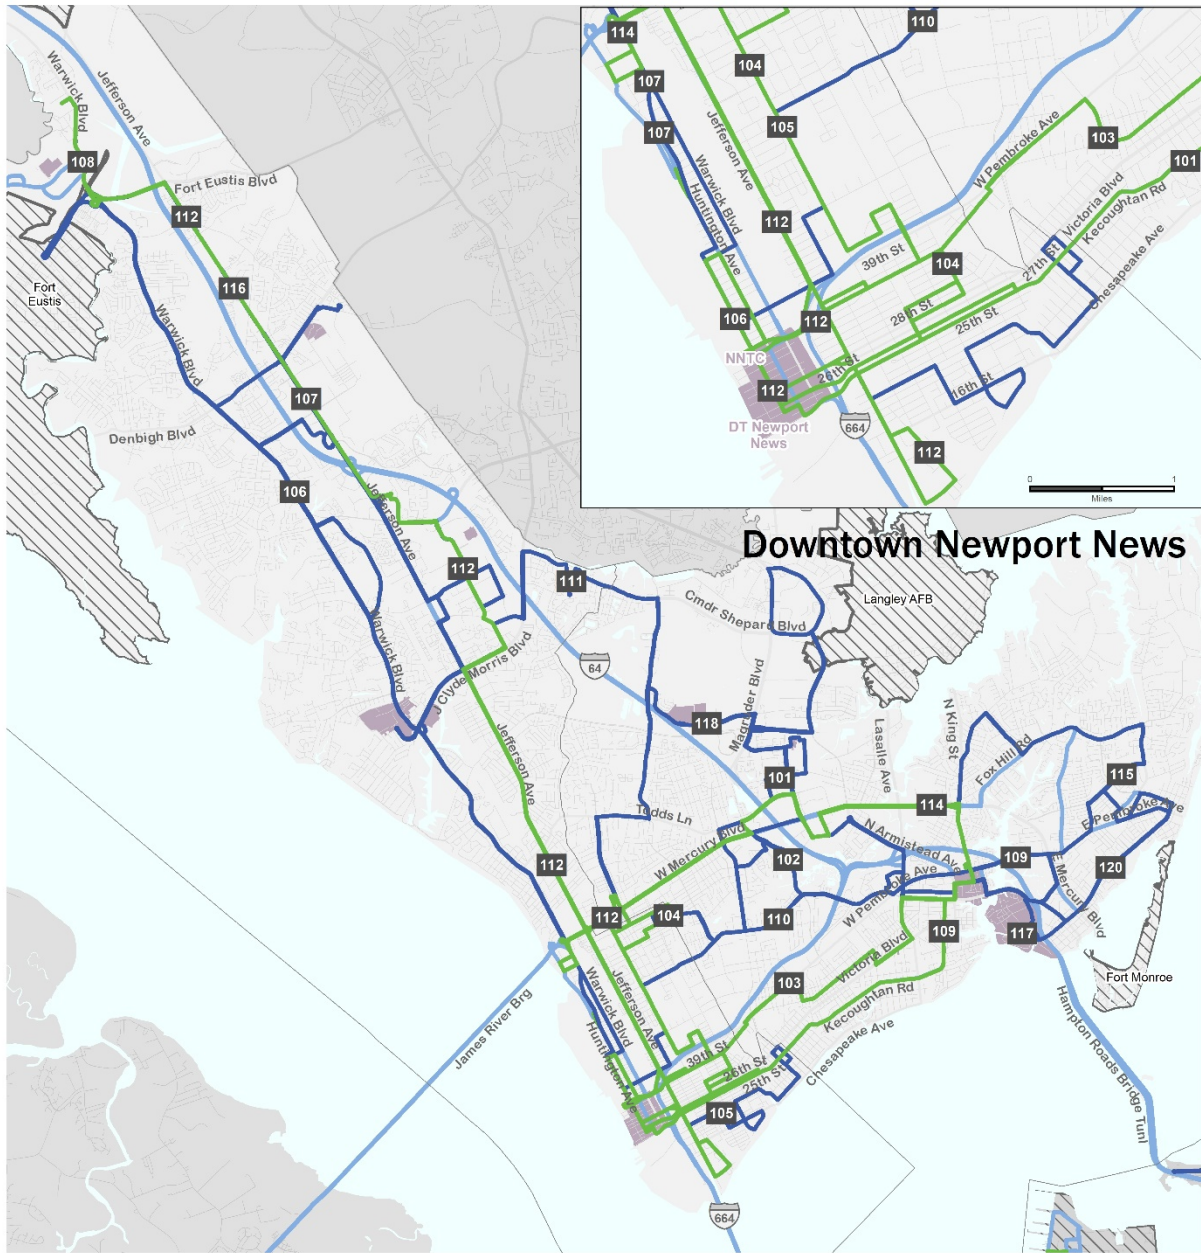 114
107
107
Warwick Blvd
Huntington Ave
Jefferson Ave
104
105
110
W Pembroke Ave
103
101
Victoria Blvd
Kecoughtan Rd
Chesapeake Ave
112
39th St
104
27th St
28th St
25th St
106
112
NNTC
26th St
112
16th St
DT Newport
News
664
112
0
1
Miles
Downtown Newport News
Warwick Blvd
Jefferson Ave
108
Fort Eustis Blvd
112
Fort
Eustis
116
Warwick Blvd
107
Denbigh Blvd
106
Jefferson Ave
112
111
Cmdr Shepard Blvd
Langley AFB
Warwick Blvd
J Clyde Morris Blvd
64
118
Magruder Blvd
Lasalle Ave
N King St
Fox Hill Rd
115
Jefferson Ave
101
114
E Pembroke Ave
Todds Ln
W Mercury Blvd
102
N Armistead Ave
109
E Mercury Blvd
120
112
W Pembroke Ave
112
104
110
109
117
Victoria Blvd
103
Fort Monroe
Warwick Blvd
Jefferson Ave
Kecoughtan Rd
James River Brg
Huntington Ave
39th St
Chesapeake Ave
Hampton Roads Bridge Tunl
26th St
25th St
105
664